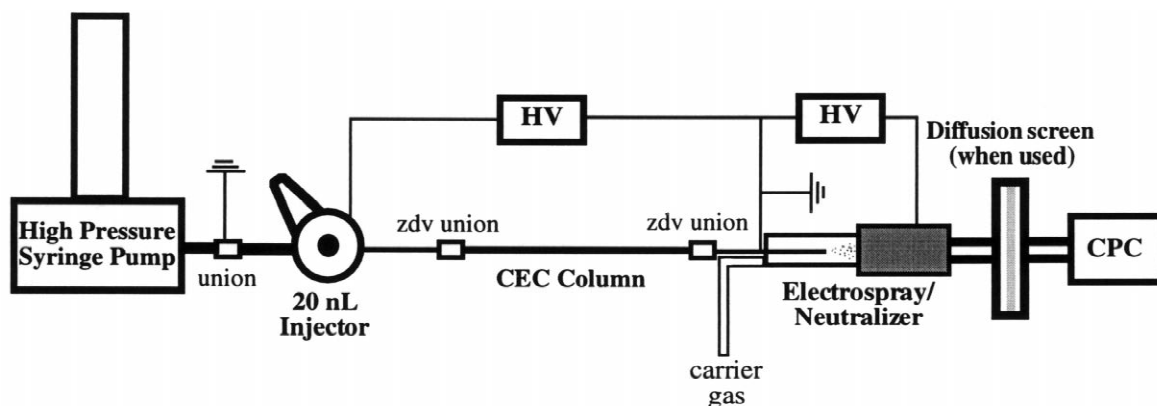 HV
HV
Diffusion screen
(when used)
High Pressure
Syringe Pump
union
20 nL
Injector
zdv union
CEC Column
zdv union
Electrospray/
Neutralizer
CPC
carrier
gas